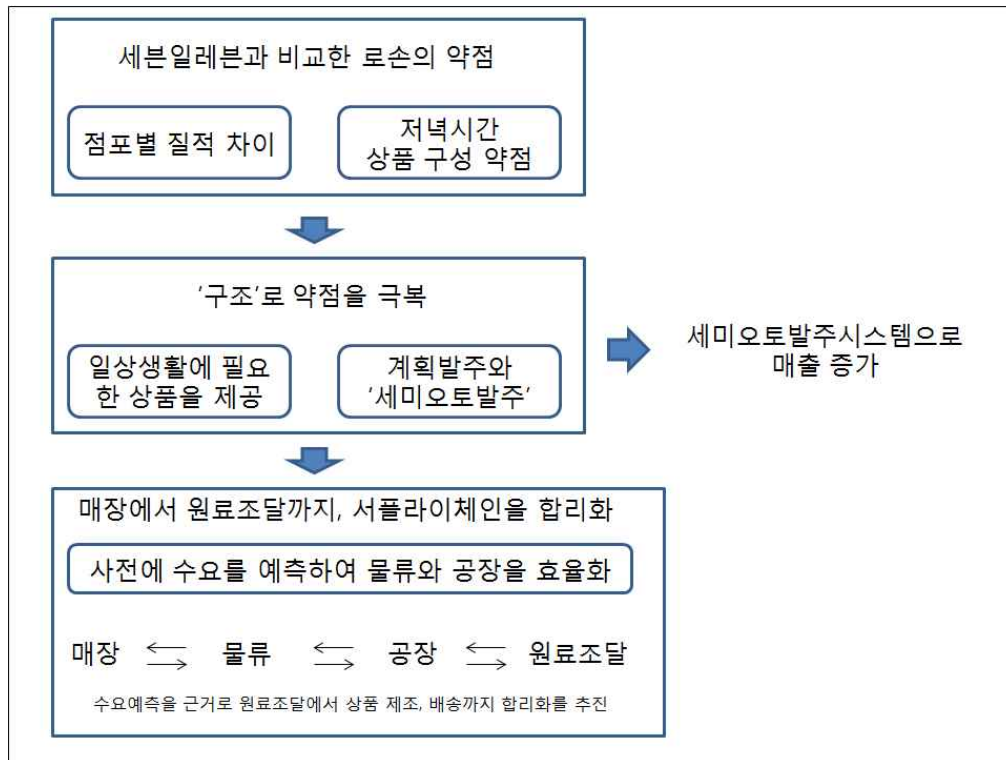 세븐일레븐과 비교한 로손의 약점
점포별 질적 차이
저녁시간
상품 구성 약점
'구조'로 약점을 극복
일상생활에 필요
한 상품을 제공
계획발주와
'세미오토발주'
세미오토발주시스템으로
매출 증가
매장에서 원료조달까지, 서플라이체인을 합리화
사전에 수요를 예측하여 물류와 공장을 효율화
매장 물류 공장 원료조달
수요예측을 근거로 원료조달에서 상품 제조, 배송까지 합리화를 추진